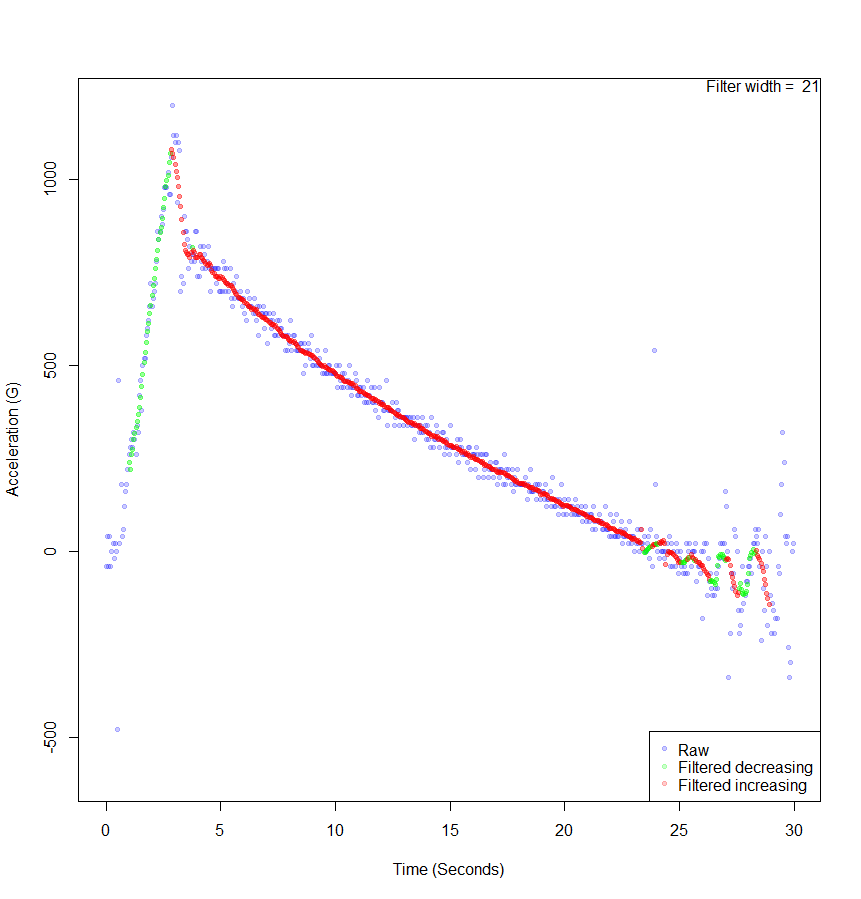 Filter width =  21
1000
500
0
-500
Acceleration (G)
0 5 10 15 20 25 30
Time (Seconds)
Raw
Filtered decreasing
Filtered increasing